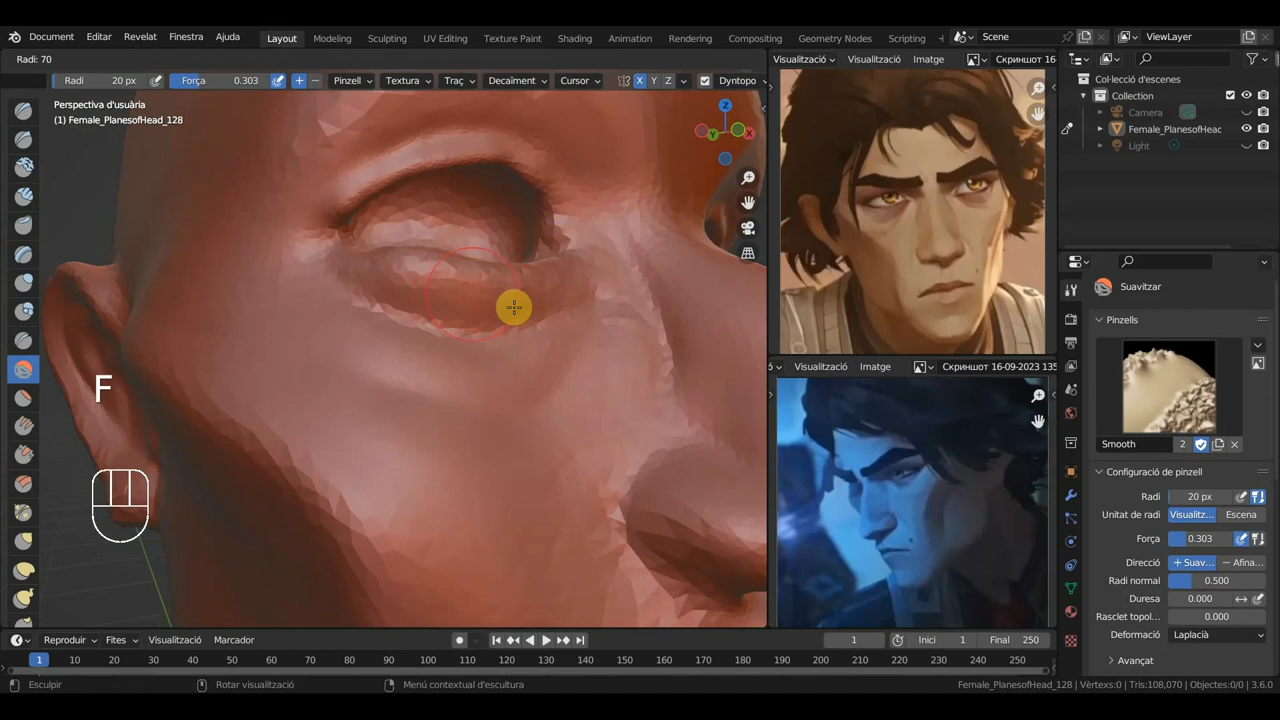 Document Editar Revelat Finestra Ajuda Layout Modeling Sculpting UV Editing Texture Paint Shading Animation Rendering Compositing Geometry Nodes Scripting Scene ViewLayer
Radi: 70
Visualització Visualització Imatge Скриншот 16
Radi 20 px Força 0.303 Pinzell Textura Traç Decaïment Cursor X Y Z Dyntopo
Col·lecció d'escenes
Collection
Camera
Female_PlanesofHeac
Light
Perspectiva d'usuària
(1) Female_PlanesofHead_128
Z
Y
F
Suavitzar
Pinzells
Smooth 2
Configuració de pinzell
Radi 20 px
Unitat de radi Visualitz... Escena
Força 0.303
Direcció + Suav... − Afina...
Radi normal 0.500
Duresa 0.000
Rasclet topol... 0.000
Deformació Laplacià
Avançat
Visualització Imatge Скриншот 16-09-2023 135
Reproduir Fites Visualització Marcador 1 Inici 1 Final 250
1 10 20 30 40 50 60 70 80 90 100 110 120 130 140 150 160 170 180 190 200 210 220 230 240 250
Esculpir Rotar visualització Menú contextual d'escultura Female_PlanesofHead_128 | Vèrtexs:0 | Tris:108,070 | Objectes:0/0 | 3.6.0